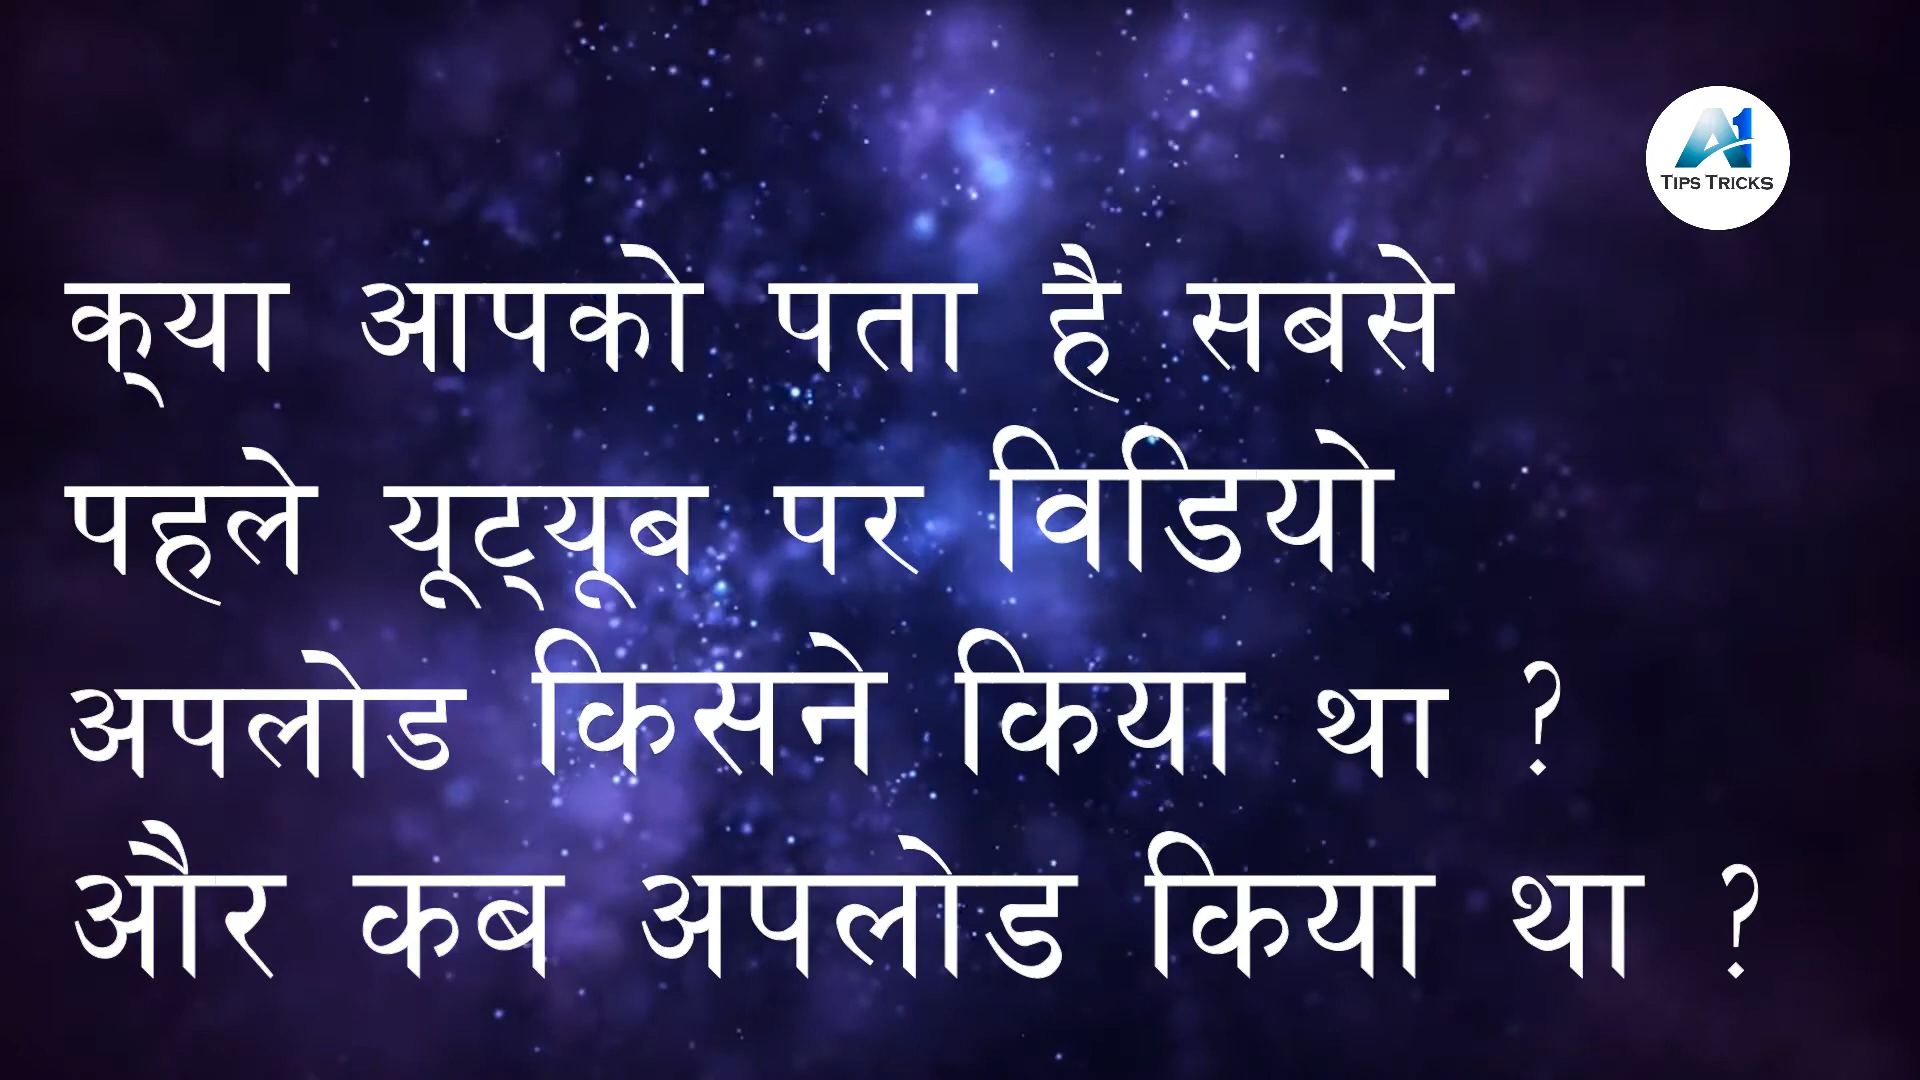 A1
TIPS TRICKS
क्या आपको पता है सबसे
पहले यूट्यूब पर विडियो
अपलोड किसने किया था ?
और कब अपलोड किया था ?